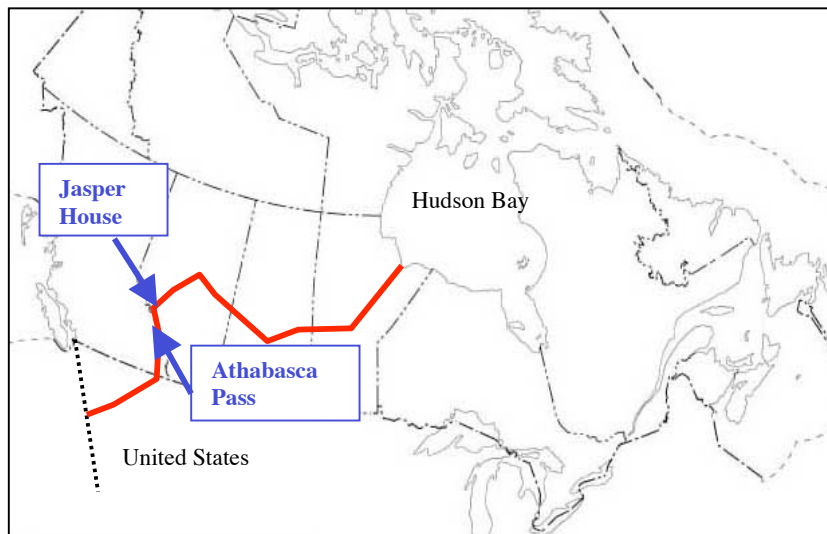 Jasper
House
Hudson Bay
Athabasca
Pass
United States